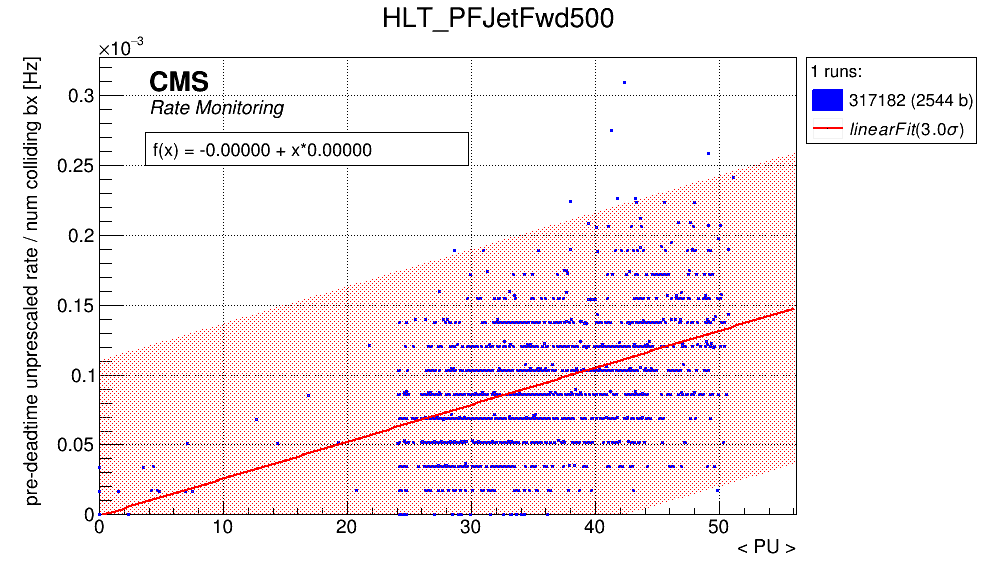 HLT_PFJetFwd500
×10⁻³
pre-deadtime unprescaled rate / num colliding bx [Hz]
CMS
Rate Monitoring
f(x) = -0.00000 + x*0.00000
0.3
0.25
0.2
0.15
0.1
0.05
0
0 10 20 30 40 50
< PU >
1 runs:
317182 (2544 b)
linearFit(3.0σ)